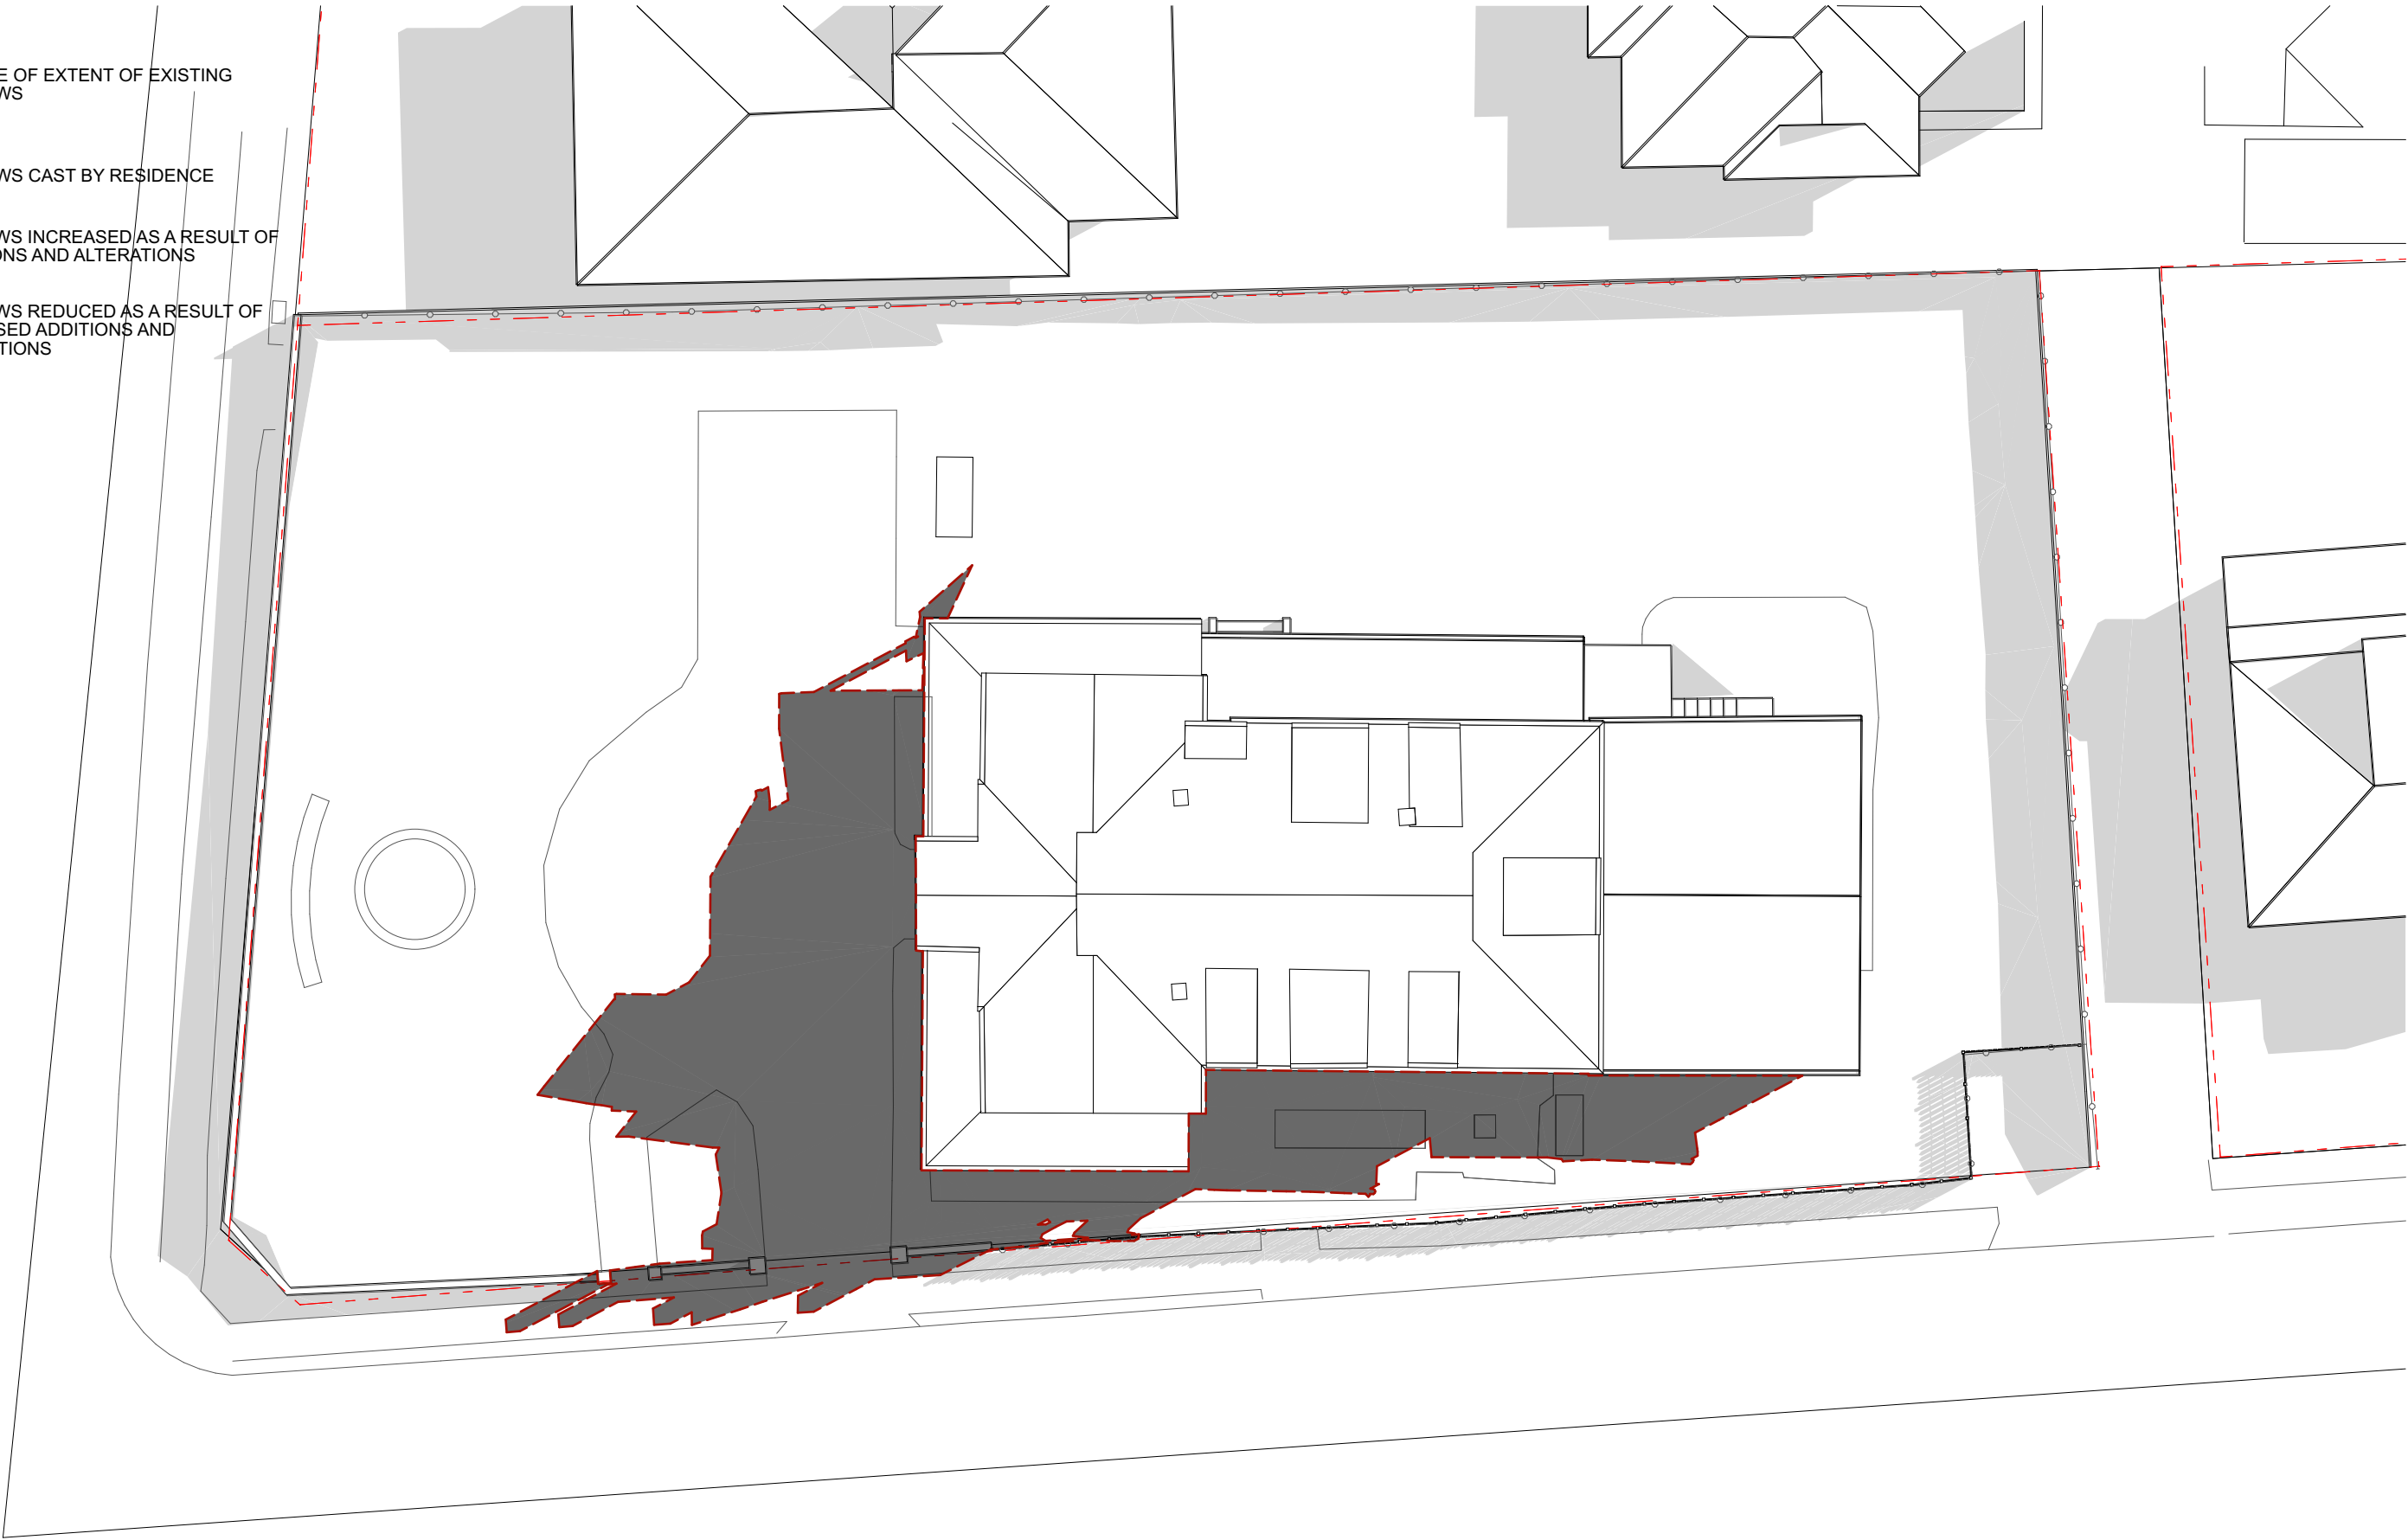 E OF EXTENT OF EXISTING
WS
WS CAST BY RESIDENCE
WS INCREASED AS A RESULT OF
ONS AND ALTERATIONS
WS REDUCED AS A RESULT OF
SED ADDITIONS AND
TIONS